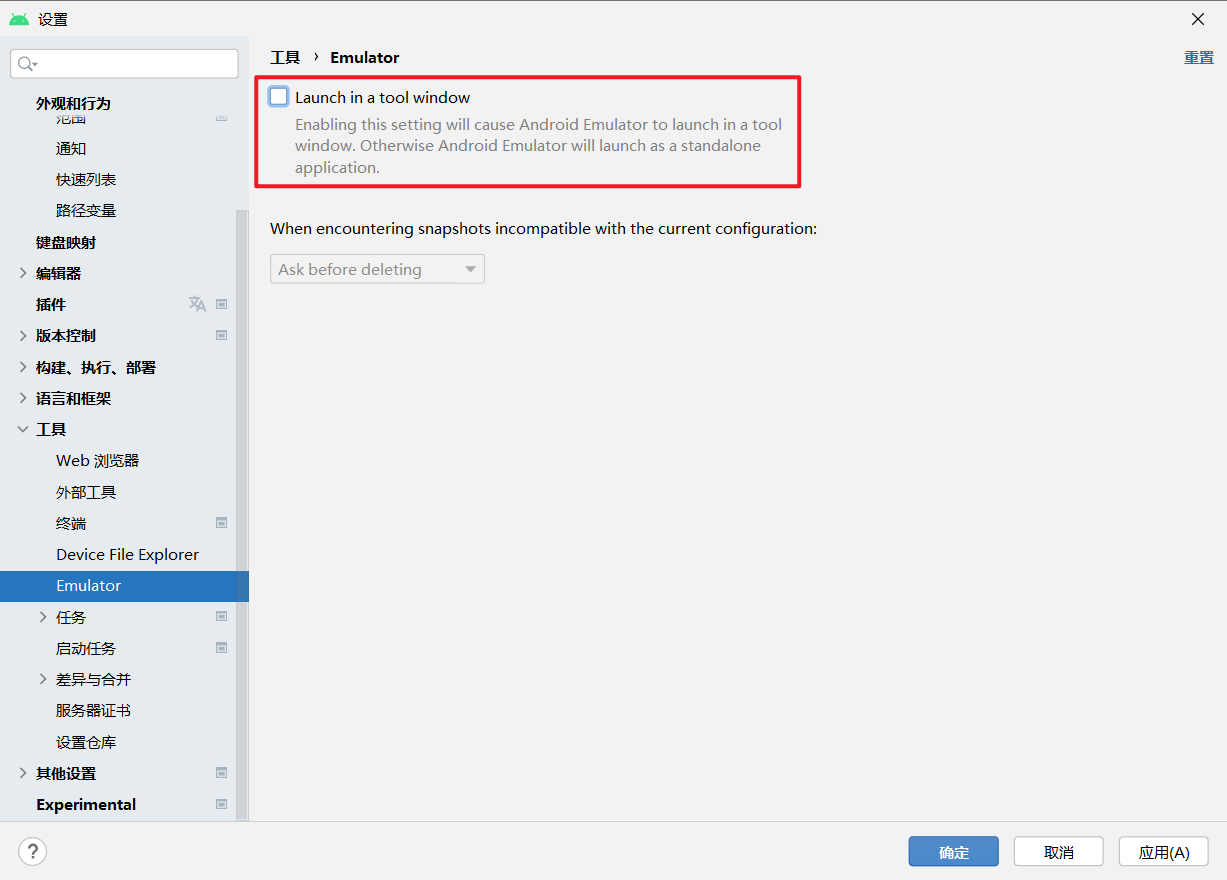 设置
工具 › Emulator
重置
外观和行为
范围
通知
快速列表
路径变量
键盘映射
编辑器
插件
版本控制
构建、执行、部署
语言和框架
工具
Web 浏览器
外部工具
终端
Device File Explorer
Emulator
任务
启动任务
差异与合并
服务器证书
设置仓库
其他设置
Experimental
Launch in a tool window
Enabling this setting will cause Android Emulator to launch in a tool
window. Otherwise Android Emulator will launch as a standalone
application.
When encountering snapshots incompatible with the current configuration:
Ask before deleting
?
确定
取消
应用(A)